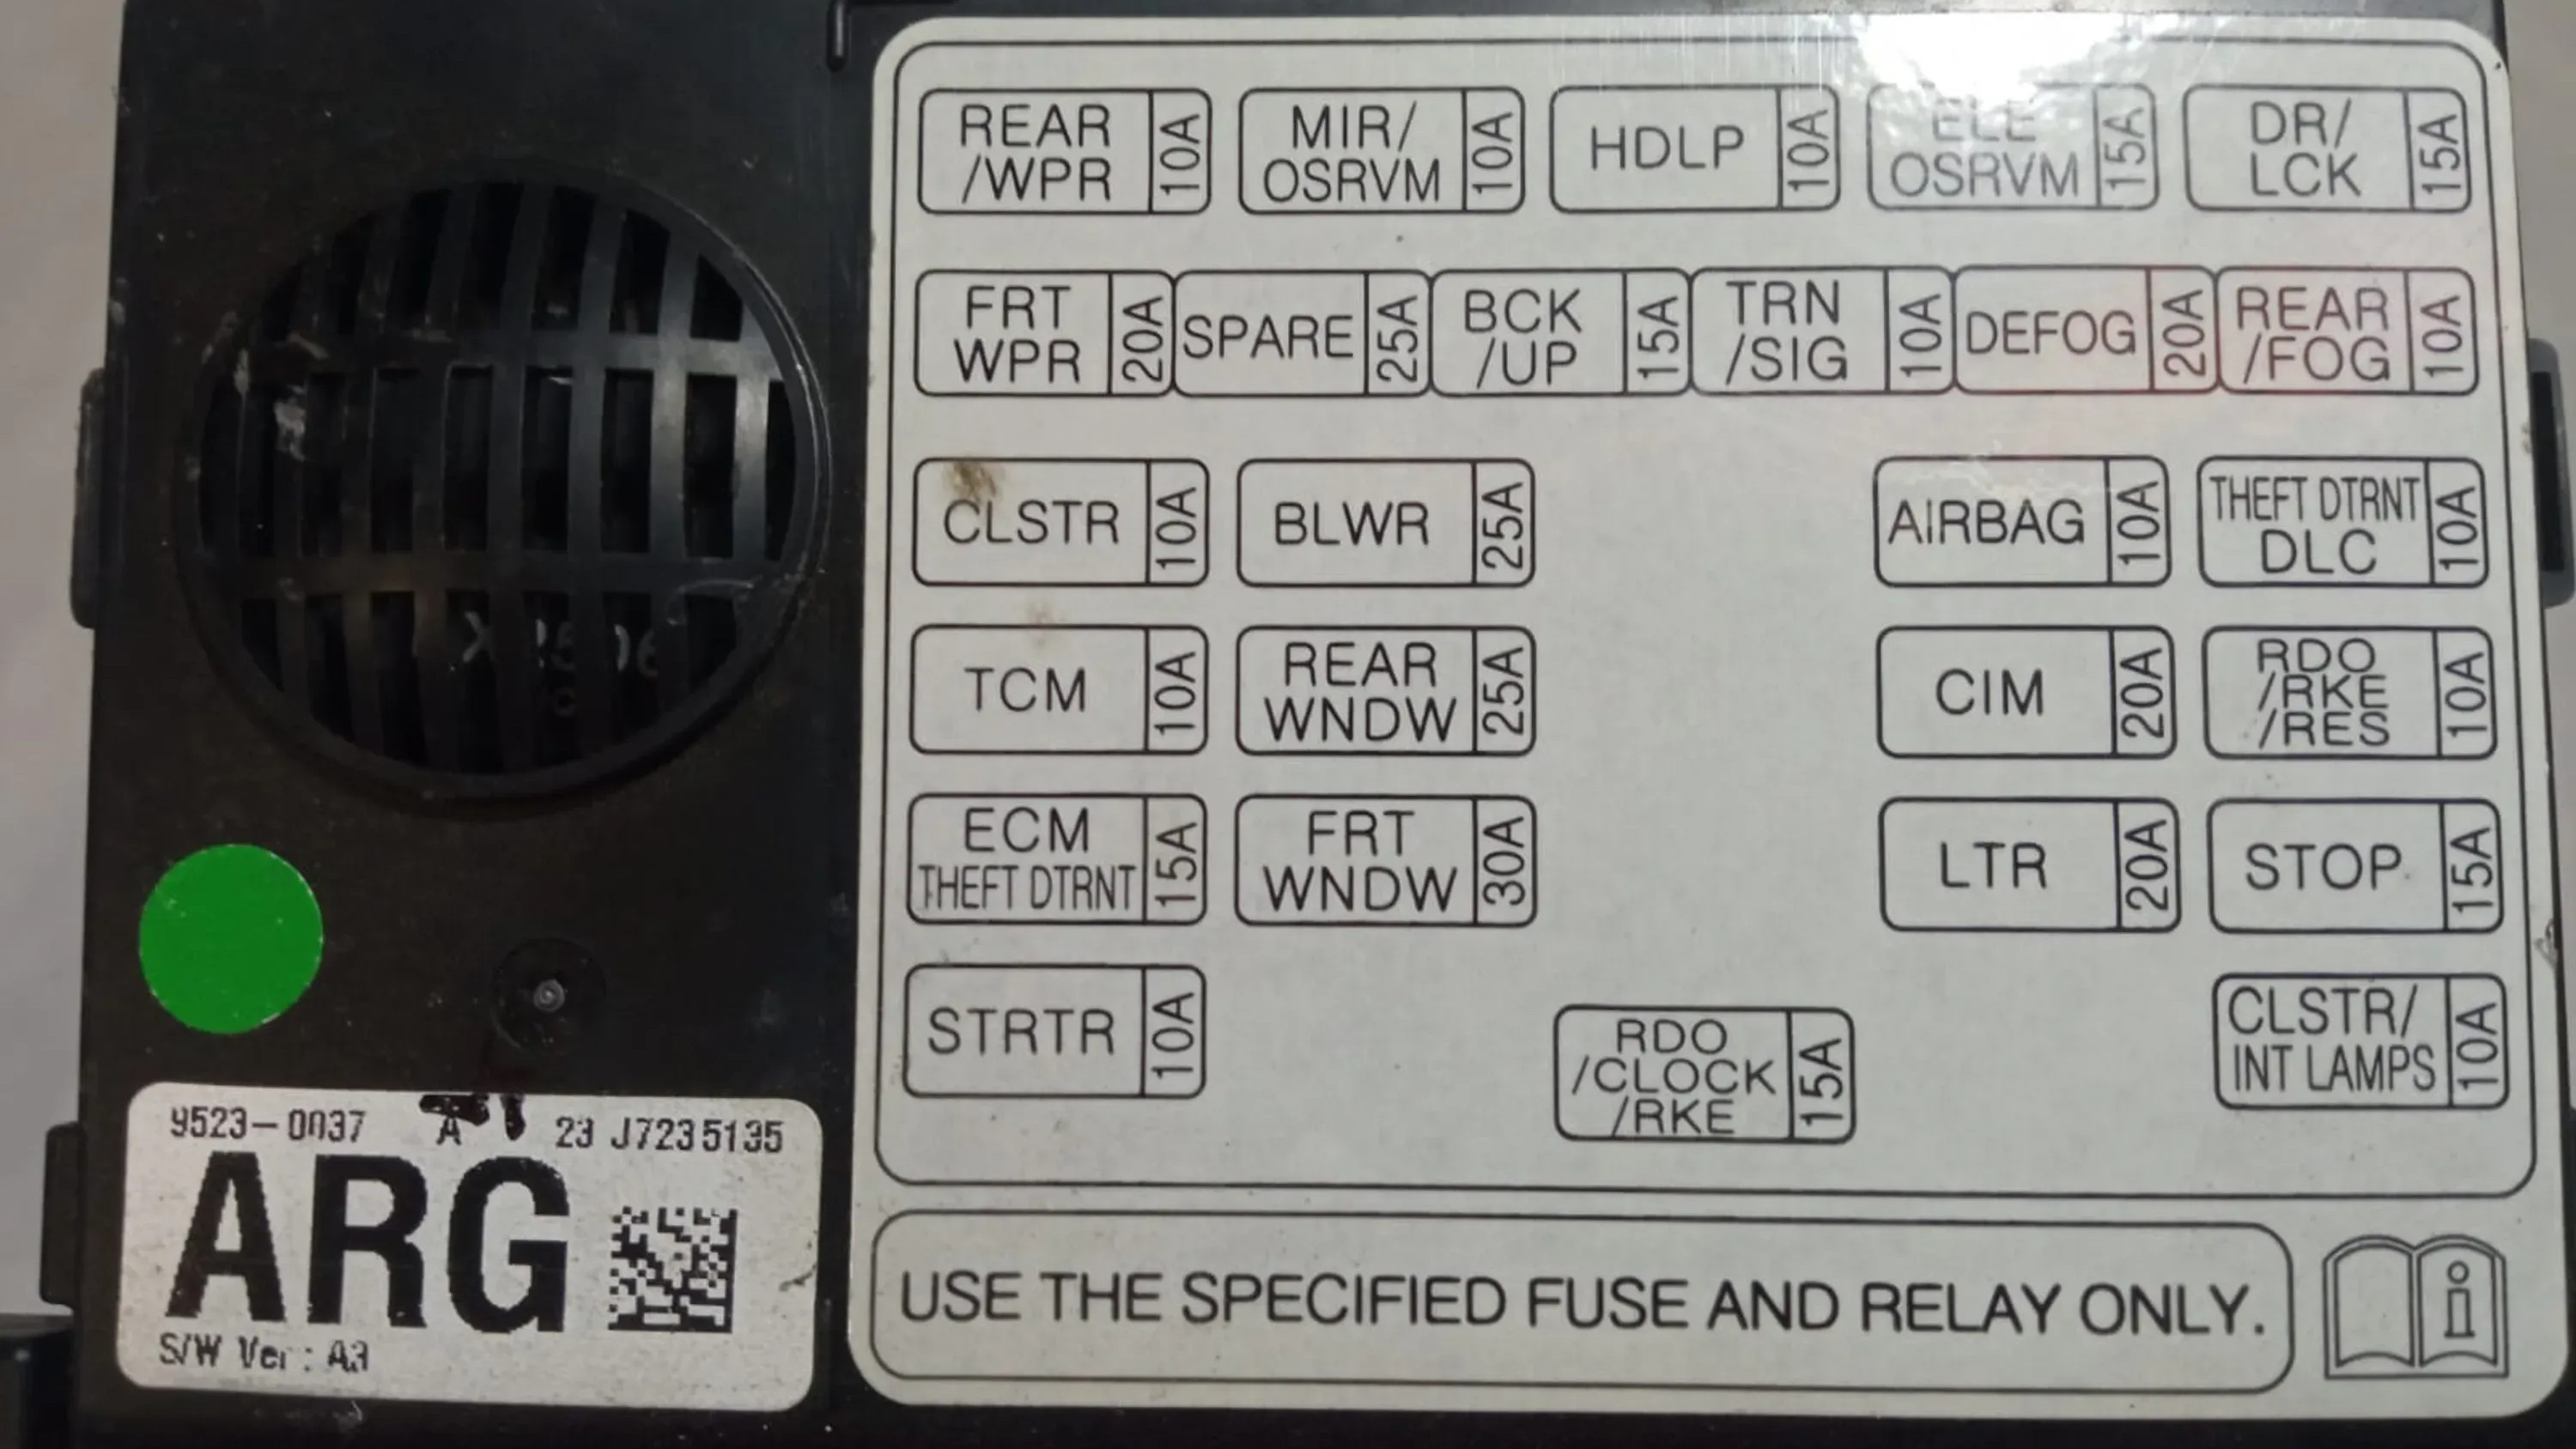 REAR
/WPR 10A
MIR/
OSRVM 10A
HDLP 10A
ELE
OSRVM 15A
DR/
LCK 15A
FRT
WPR 20A
SPARE 25A
BCK
/UP 15A
TRN
/SIG 10A
DEFOG 20A
REAR
/FOG 10A
CLSTR 10A
BLWR 25A
AIRBAG 10A
THEFT DTRNT
DLC 10A
TCM 10A
REAR
WNDW 25A
CIM 20A
RDO
/RKE
/RES 10A
ECM
THEFT DTRNT 15A
FRT
WNDW 30A
LTR 20A
STOP 15A
STRTR 10A
RDO
/CLOCK
/RKE 15A
CLSTR/
INT LAMPS 10A
USE THE SPECIFIED FUSE AND RELAY ONLY.
i
9523-0037 A 23 J7235135
ARG
S/W Ver : A3